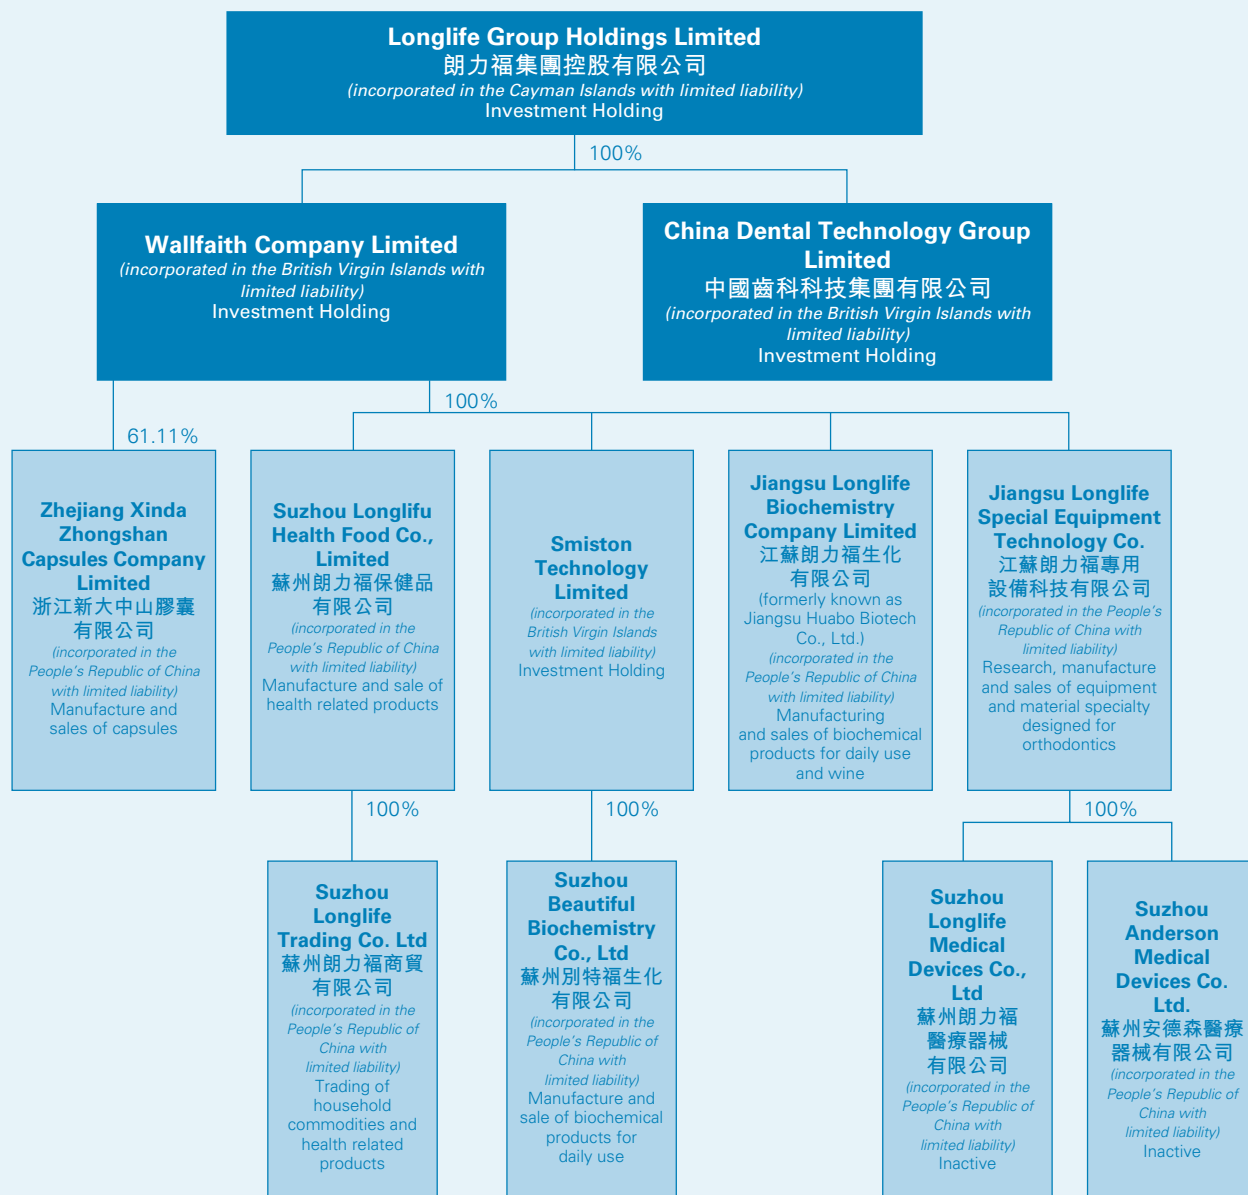 Longlife Group Holdings Limited
朗力福集團控股有限公司
(incorporated in the Cayman Islands with limited liability)
Investment Holding
100%
Wallfaith Company Limited
(incorporated in the British Virgin Islands with
limited liability)
Investment Holding
China Dental Technology Group
Limited
中國齒科科技集團有限公司
(incorporated in the British Virgin Islands with
limited liability)
Investment Holding
61.11%
100%
Zhejiang Xinda
Zhongshan
Capsules Company
Limited
浙江新大中山膠囊
有限公司
(incorporated in the
People's Republic of China
with limited liability)
Manufacture and
sales of capsules
Suzhou Longlifu
Health Food Co.,
Limited
蘇州朗力福保健品
有限公司
(incorporated in the
People's Republic of China
with limited liability)
Manufacture and sale of
health related products
Smiston
Technology
Limited
(incorporated in the
British Virgin Islands
with limited liability)
Investment Holding
Jiangsu Longlife
Biochemistry
Company Limited
江蘇朗力福生化
有限公司
(formerly known as
Jiangsu Huabo Biotech
Co., Ltd.)
(incorporated in the
People's Republic of China
with limited liability)
Manufacturing
and sales of biochemical
products for daily use
and wine
Jiangsu Longlife
Special Equipment
Technology Co.
江蘇朗力福專用
設備科技有限公司
(incorporated in the People's
Republic of China with
limited liability)
Research, manufacture
and sales of equipment
and material specialty
designed for
orthodontics
100%
100%
100%
Suzhou
Longlife
Trading Co. Ltd
蘇州朗力福商貿
有限公司
(incorporated in the
People's Republic of
China with
limited liability)
Trading of
household
commodities and
health related
products
Suzhou
Beautiful
Biochemistry
Co., Ltd
蘇州別特福生化
有限公司
(incorporated in the
People's Republic of
China with
limited liability)
Manufacture and
sale of biochemical
products for
daily use
Suzhou
Longlife
Medical
Devices Co.,
Ltd
蘇州朗力福
醫療器械
有限公司
(incorporated in the
People's Republic of
China with
limited liability)
Inactive
Suzhou
Anderson
Medical
Devices Co.
Ltd.
蘇州安德森醫療
器械有限公司
(incorporated in the
People's Republic of
China with
limited liability)
Inactive